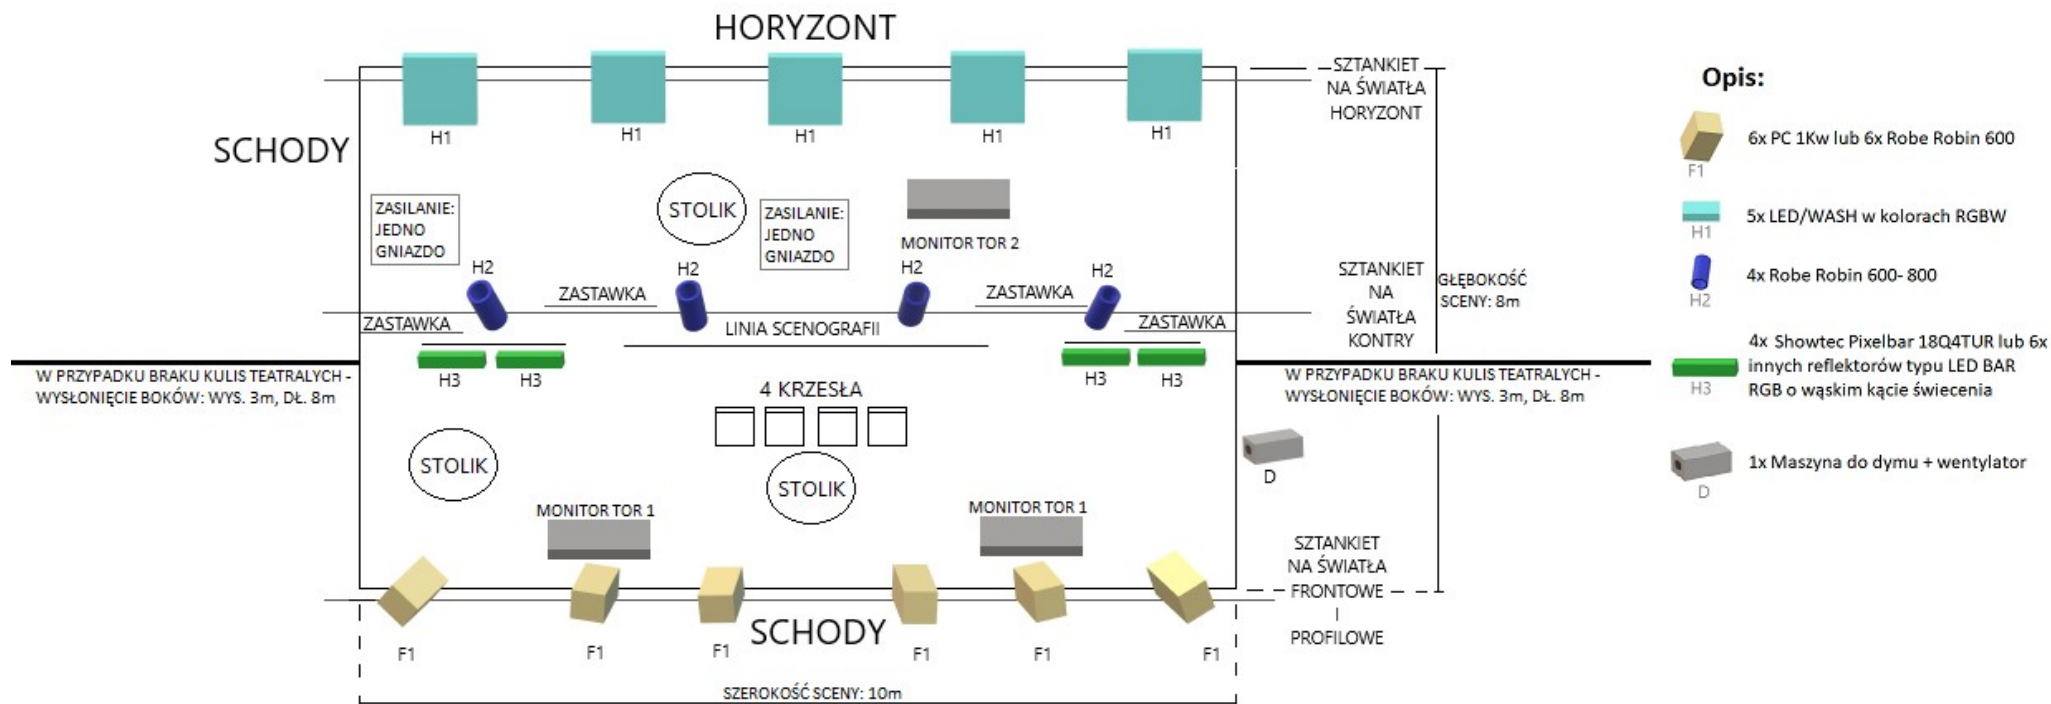 HORYZONT
SCHODY
H1
H1
H1
H1
H1
SZTANKIET
NA ŚWIATŁA
HORYZONT
STOLIK
ZASILANIE:
JEDNO
GNIAZDO
ZASILANIE:
JEDNO
GNIAZDO
MONITOR TOR 2
H2
H2
H2
H2
ZASTAWKA
ZASTAWKA
ZASTAWKA
ZASTAWKA
LINIA SCENOGRAFII
SZTANKIET
NA
ŚWIATŁA
KONTRY
GŁĘBOKOŚĆ
SCENY: 8m
H3
H3
H3
H3
W PRZYPADKU BRAKU KULIS TEATRALYCH -
WYSŁONIĘCIE BOKÓW: WYS. 3m, DŁ. 8m
W PRZYPADKU BRAKU KULIS TEATRALYCH -
WYSŁONIĘCIE BOKÓW: WYS. 3m, DŁ. 8m
4 KRZESŁA
STOLIK
STOLIK
D
MONITOR TOR 1
MONITOR TOR 1
SZTANKIET
NA ŚWIATŁA
FRONTOWE
I
PROFILOWE
SCHODY
F1
F1
F1
F1
F1
F1
SZEROKOŚĆ SCENY: 10m
Opis:
6x PC 1Kw lub 6x Robe Robin 600
F1
5x LED/WASH w kolorach RGBW
H1
4x Robe Robin 600- 800
H2
4x Showtec Pixelbar 18Q4TUR lub 6x
innych reflektorów typu LED BAR
RGB o wąskim kącie świecenia
H3
1x Maszyna do dymu + wentylator
D